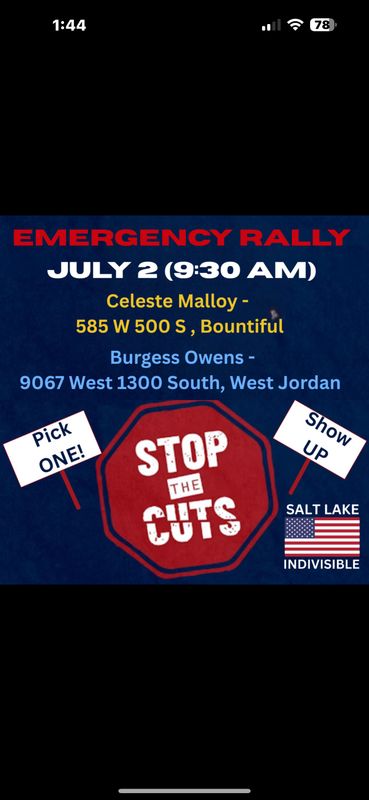 1:44
78
EMERGENCY RALLY
JULY 2 (9:30 AM)
Celeste Malloy -
585 W 500 S , Bountiful
Burgess Owens -
9067 West 1300 South, West Jordan
Pick
ONE!
STOP
THE
CUTS
Show
UP
SALT LAKE
INDIVISIBLE